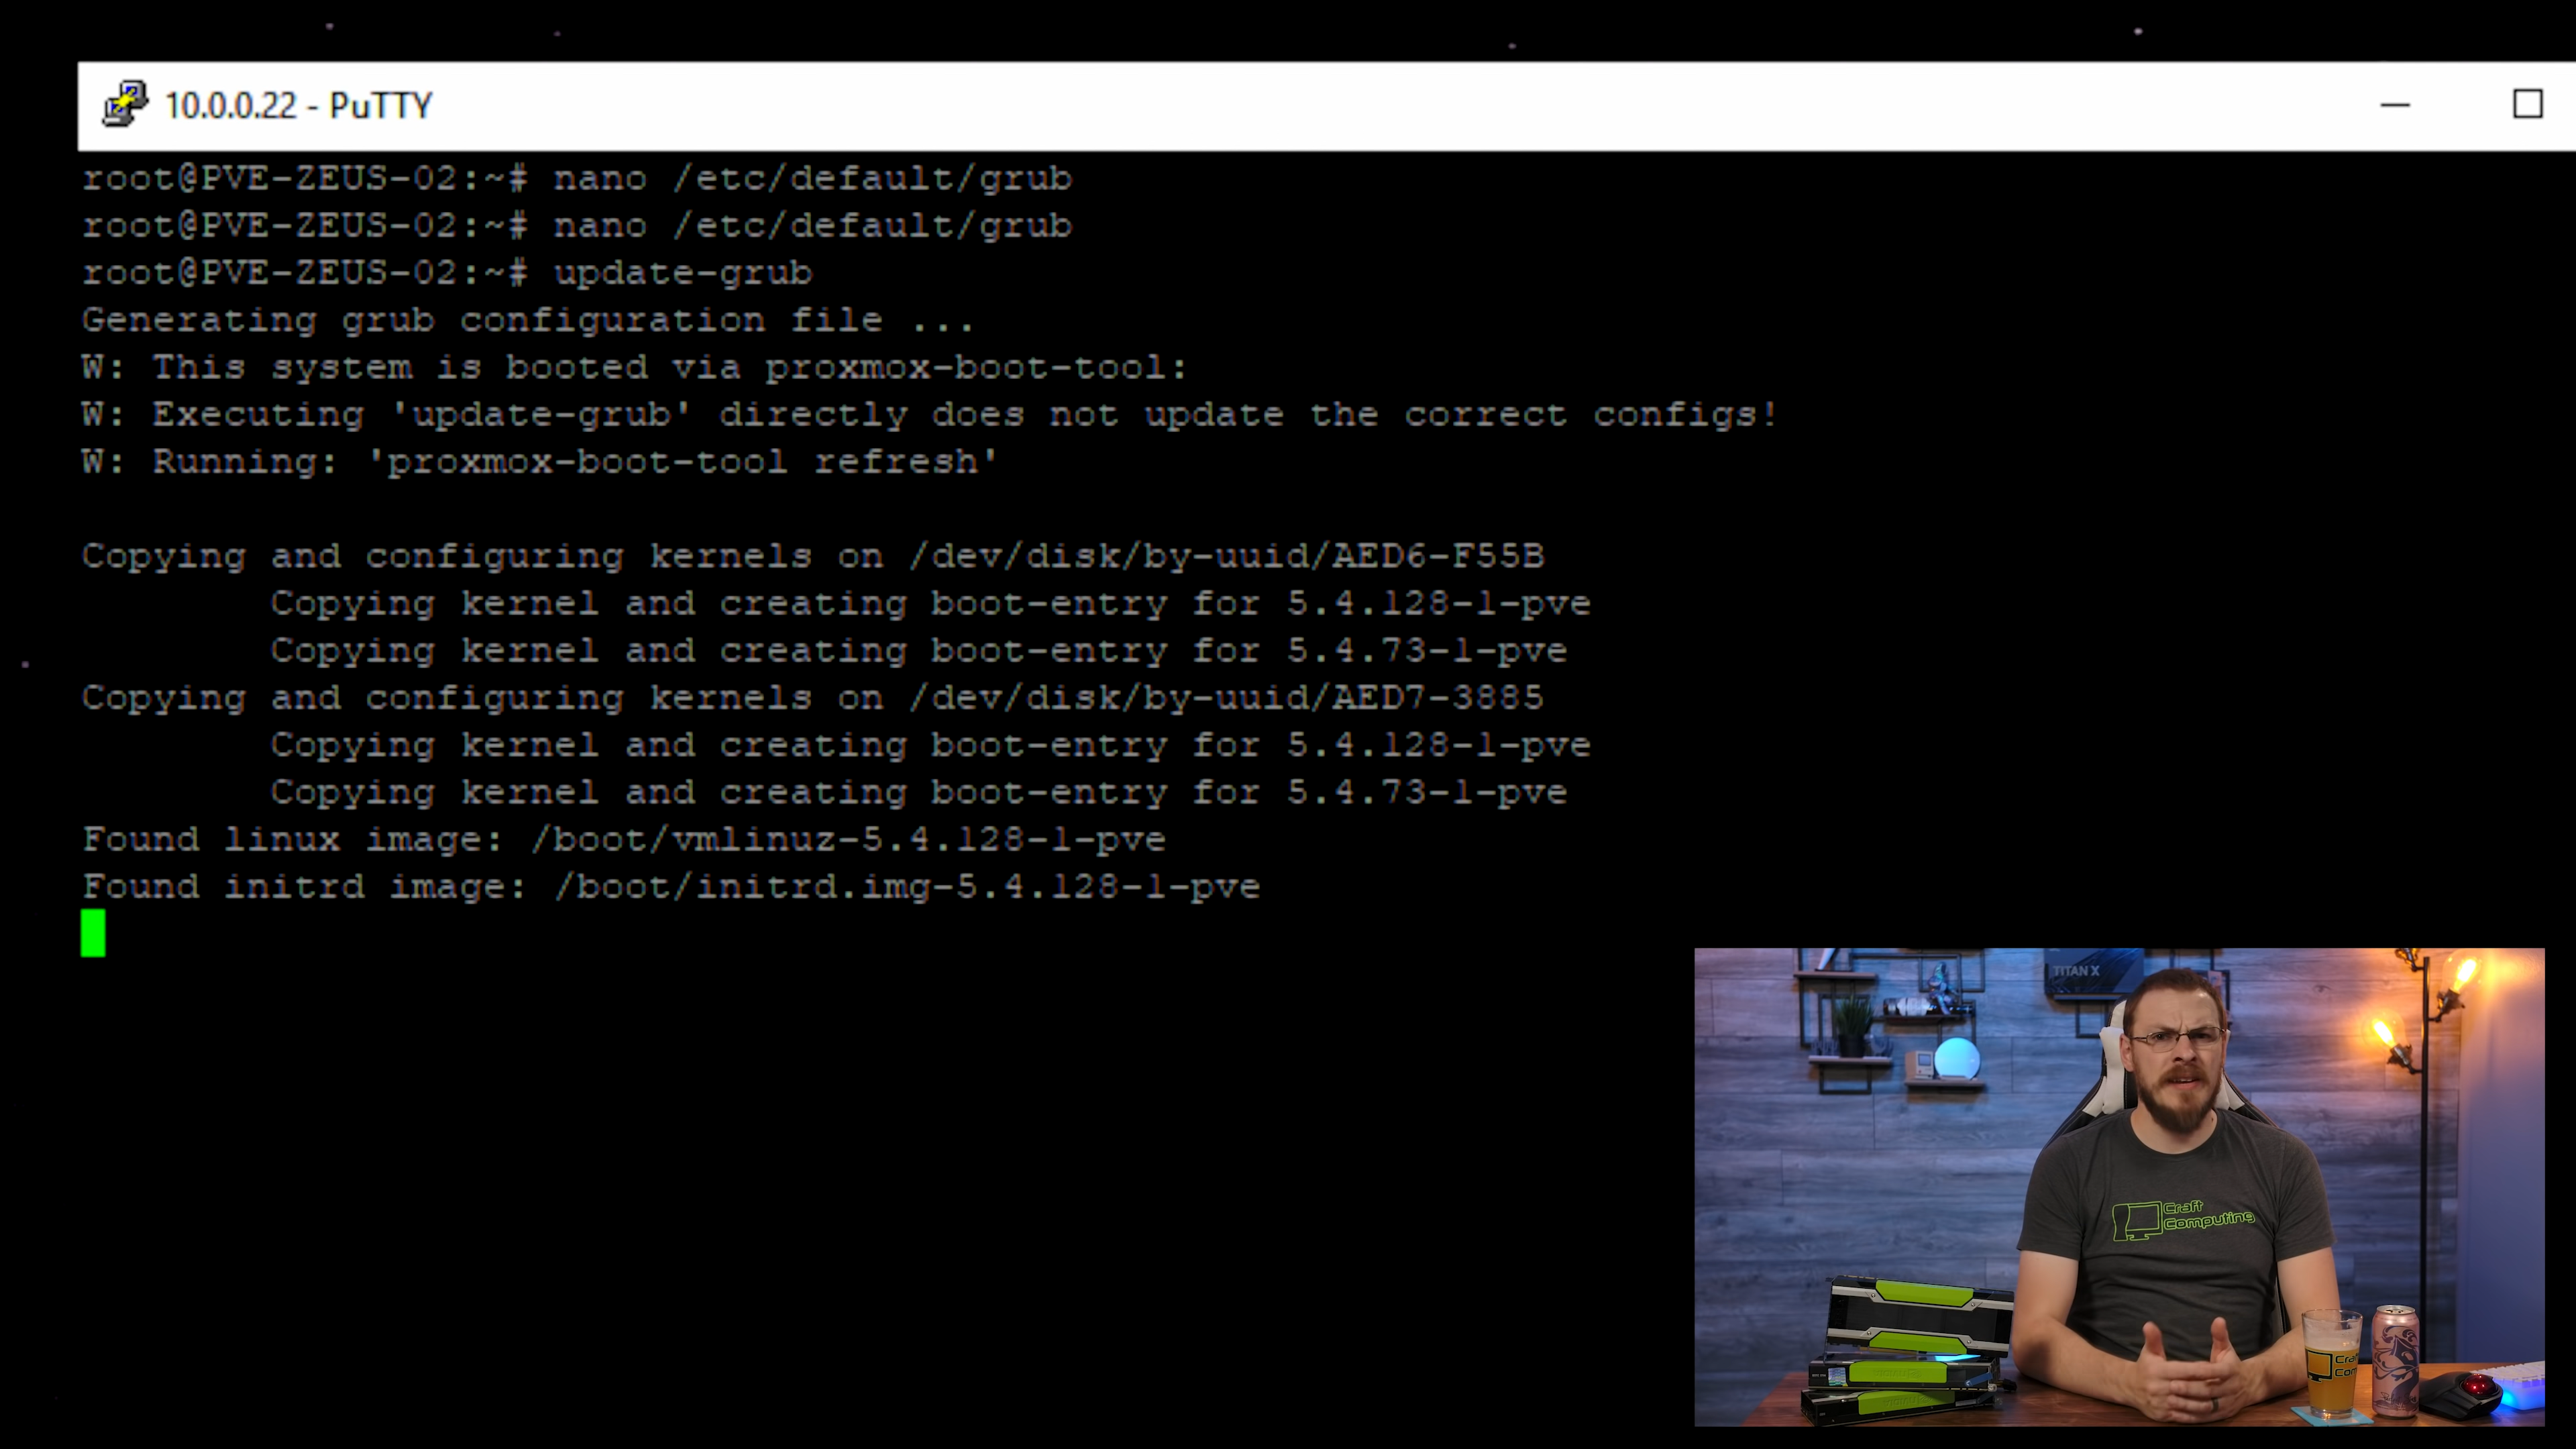 10.0.0.22 - PuTTY
root@PVE-ZEUS-02:~# nano /etc/default/grub
root@PVE-ZEUS-02:~# nano /etc/default/grub
root@PVE-ZEUS-02:~# update-grub
Generating grub configuration file ...
W: This system is booted via proxmox-boot-tool:
W: Executing 'update-grub' directly does not update the correct configs!
W: Running: 'proxmox-boot-tool refresh'
Copying and configuring kernels on /dev/disk/by-uuid/AED6-F55B
Copying kernel and creating boot-entry for 5.4.128-1-pve
Copying kernel and creating boot-entry for 5.4.73-1-pve
Copying and configuring kernels on /dev/disk/by-uuid/AED7-3885
Copying kernel and creating boot-entry for 5.4.128-1-pve
Copying kernel and creating boot-entry for 5.4.73-1-pve
Found linux image: /boot/vmlinuz-5.4.128-1-pve
Found initrd image: /boot/initrd.img-5.4.128-1-pve
TITAN X
Craft
Computing